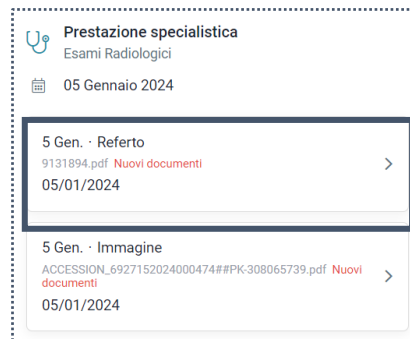 Prestazione specialistica
Esami Radiologici
05 Gennaio 2024
5 Gen. · Referto
9131894.pdf Nuovi documenti
05/01/2024
5 Gen. · Immagine
ACCESSION_6927152024000474##PK-308065739.pdf Nuovi
documenti
05/01/2024